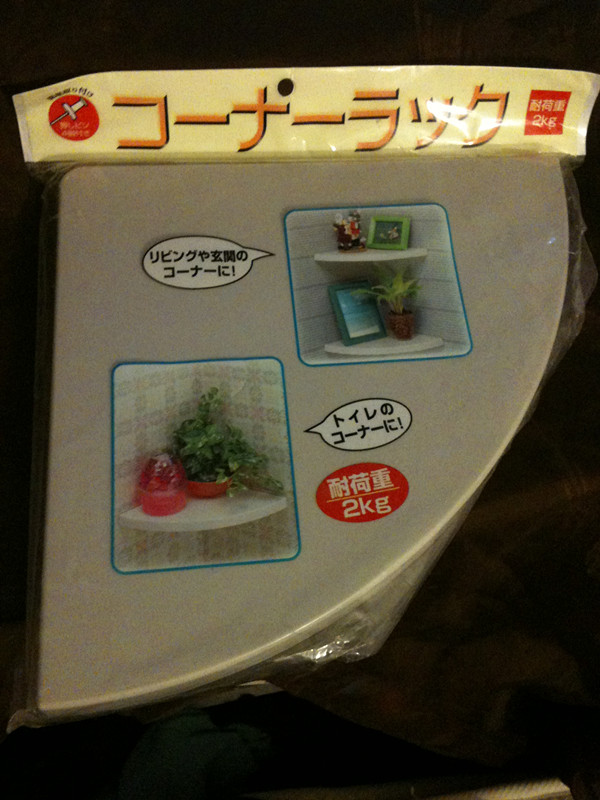 コーナーラック
耐荷重
2kg
リビングや玄関の
コーナーに!
トイレの
コーナーに!
耐荷重
2kg